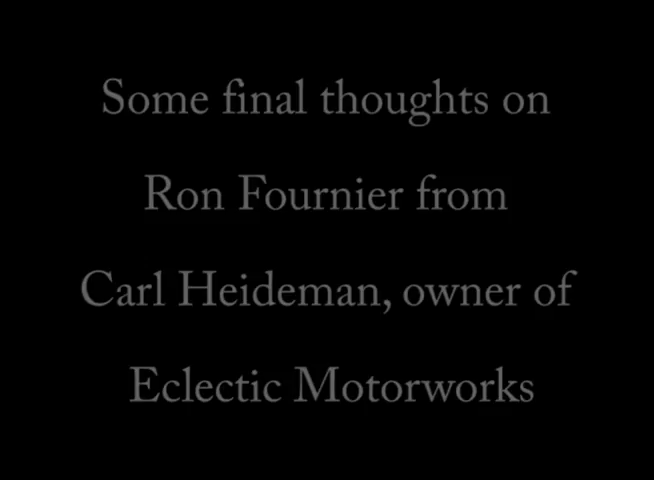 Some final thoughts on
Ron Fournier from
Carl Heideman, owner of
Eclectic Motorworks